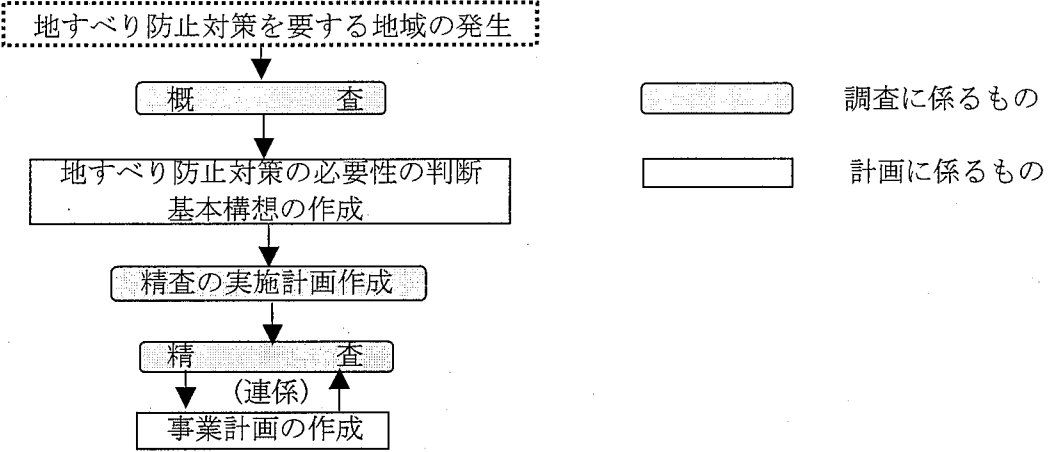 地すべり防止対策を要する地域の発生
概　　　　査
地すべり防止対策の必要性の判断
基本構想の作成
精査の実施計画作成
精　　　　査
（連係）
事業計画の作成
調査に係るもの
計画に係るもの